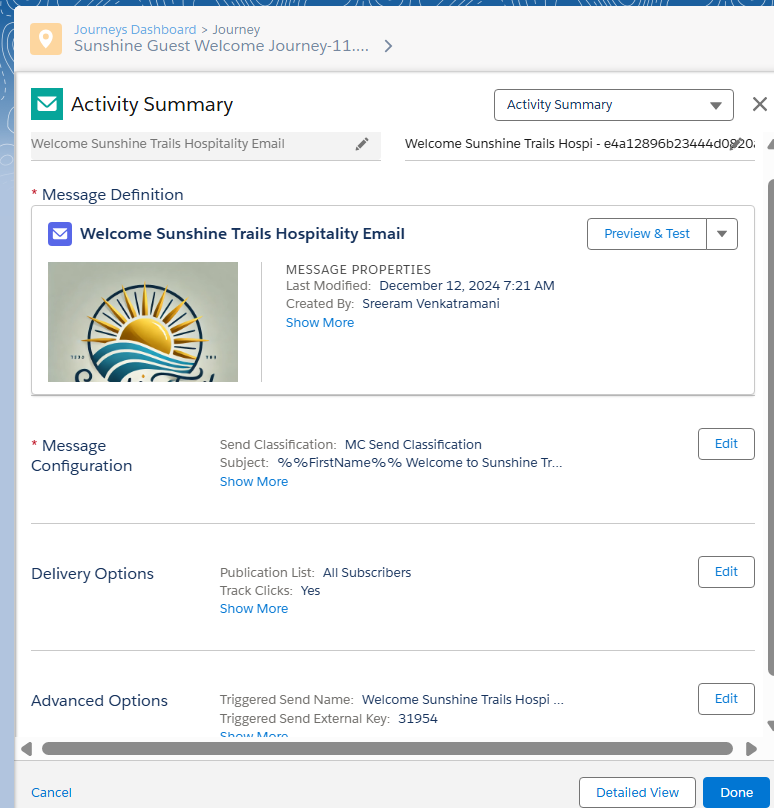 Journeys Dashboard > Journey
Sunshine Guest Welcome Journey-11....
Activity Summary
Activity Summary
Welcome Sunshine Trails Hospitality Email
Welcome Sunshine Trails Hospi - e4a12896b23444d0820
* Message Definition
Welcome Sunshine Trails Hospitality Email
Preview & Test
MESSAGE PROPERTIES
Last Modified: December 12, 2024 7:21 AM
Created By: Sreeram Venkatramani
Show More
* Message Configuration
Send Classification: MC Send Classification
Subject: %%FirstName%% Welcome to Sunshine Tr...
Show More
Edit
Delivery Options
Publication List: All Subscribers
Track Clicks: Yes
Show More
Edit
Advanced Options
Triggered Send Name: Welcome Sunshine Trails Hospi ...
Triggered Send External Key: 31954
Show More
Edit
Cancel
Detailed View
Done